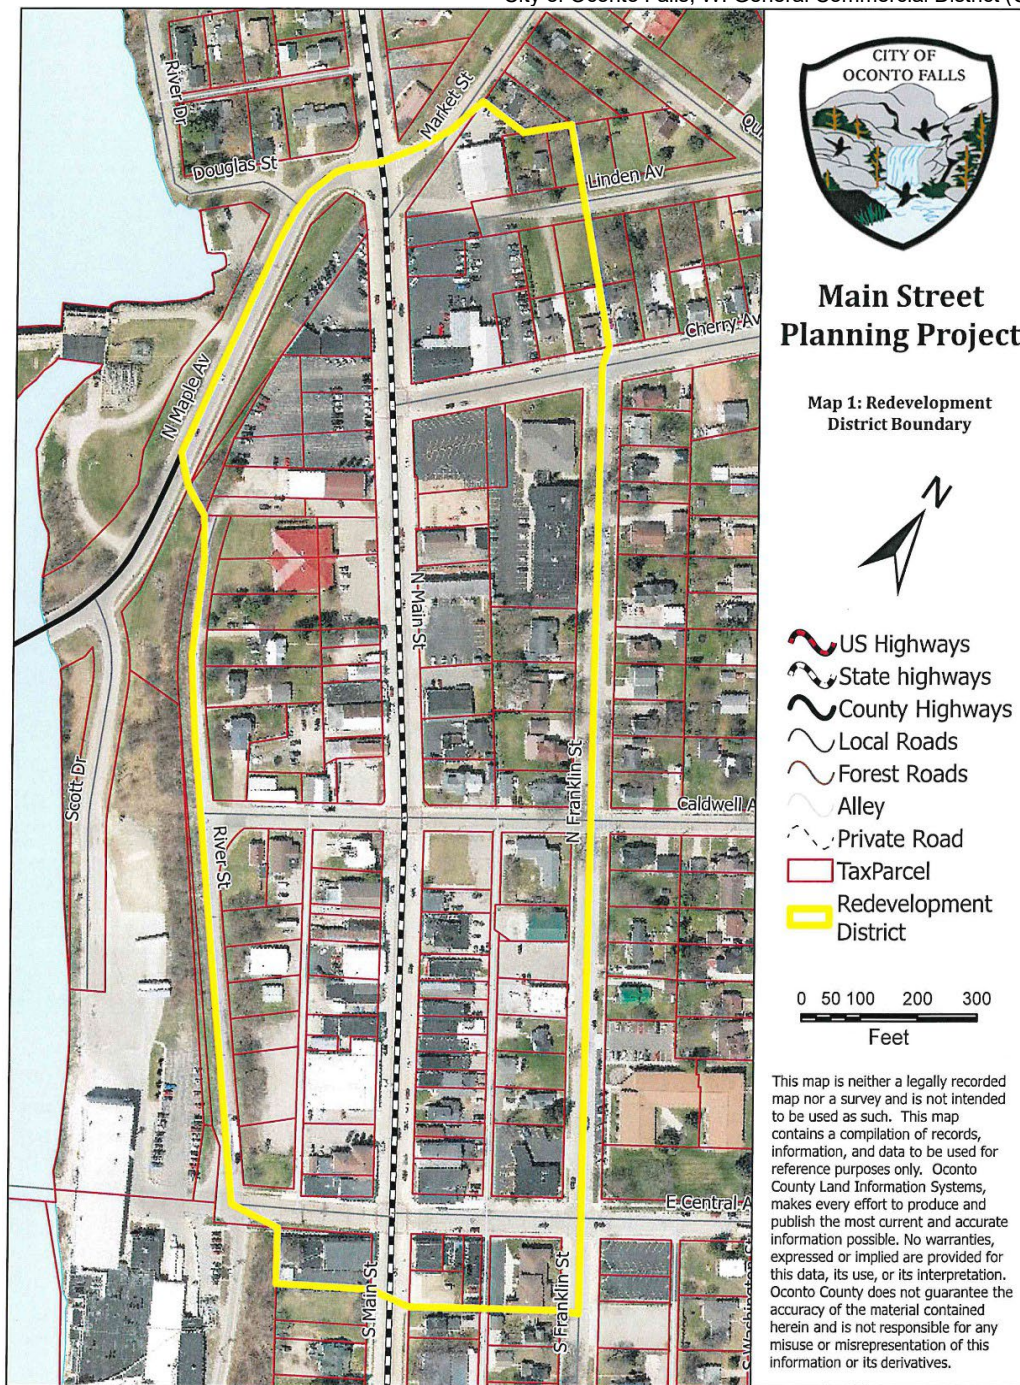 City of Oconto Falls, WI General Commercial District (
CITY OF
OCONTO FALLS
Main Street
Planning Project
Map 1: Redevelopment
District Boundary
N
US Highways
State highways
County Highways
Local Roads
Forest Roads
Alley
Private Road
TaxParcel
Redevelopment
District
0 50 100 200 300
Feet
This map is neither a legally recorded
map nor a survey and is not intended
to be used as such. This map
contains a compilation of records,
information, and data to be used for
reference purposes only. Oconto
County Land Information Systems,
makes every effort to produce and
publish the most current and accurate
information possible. No warranties,
expressed or implied are provided for
this data, its use, or its interpretation.
Oconto County does not guarantee the
accuracy of the material contained
herein and is not responsible for any
misuse or misrepresentation of this
information or its derivatives.
River Dr
Market St
Douglas St
Linden Av
Cherry Av
N Maple Av
N Main St
Scott Dr
River St
N Franklin St
Caldwell A
E Central A
S Main St
S Franklin St